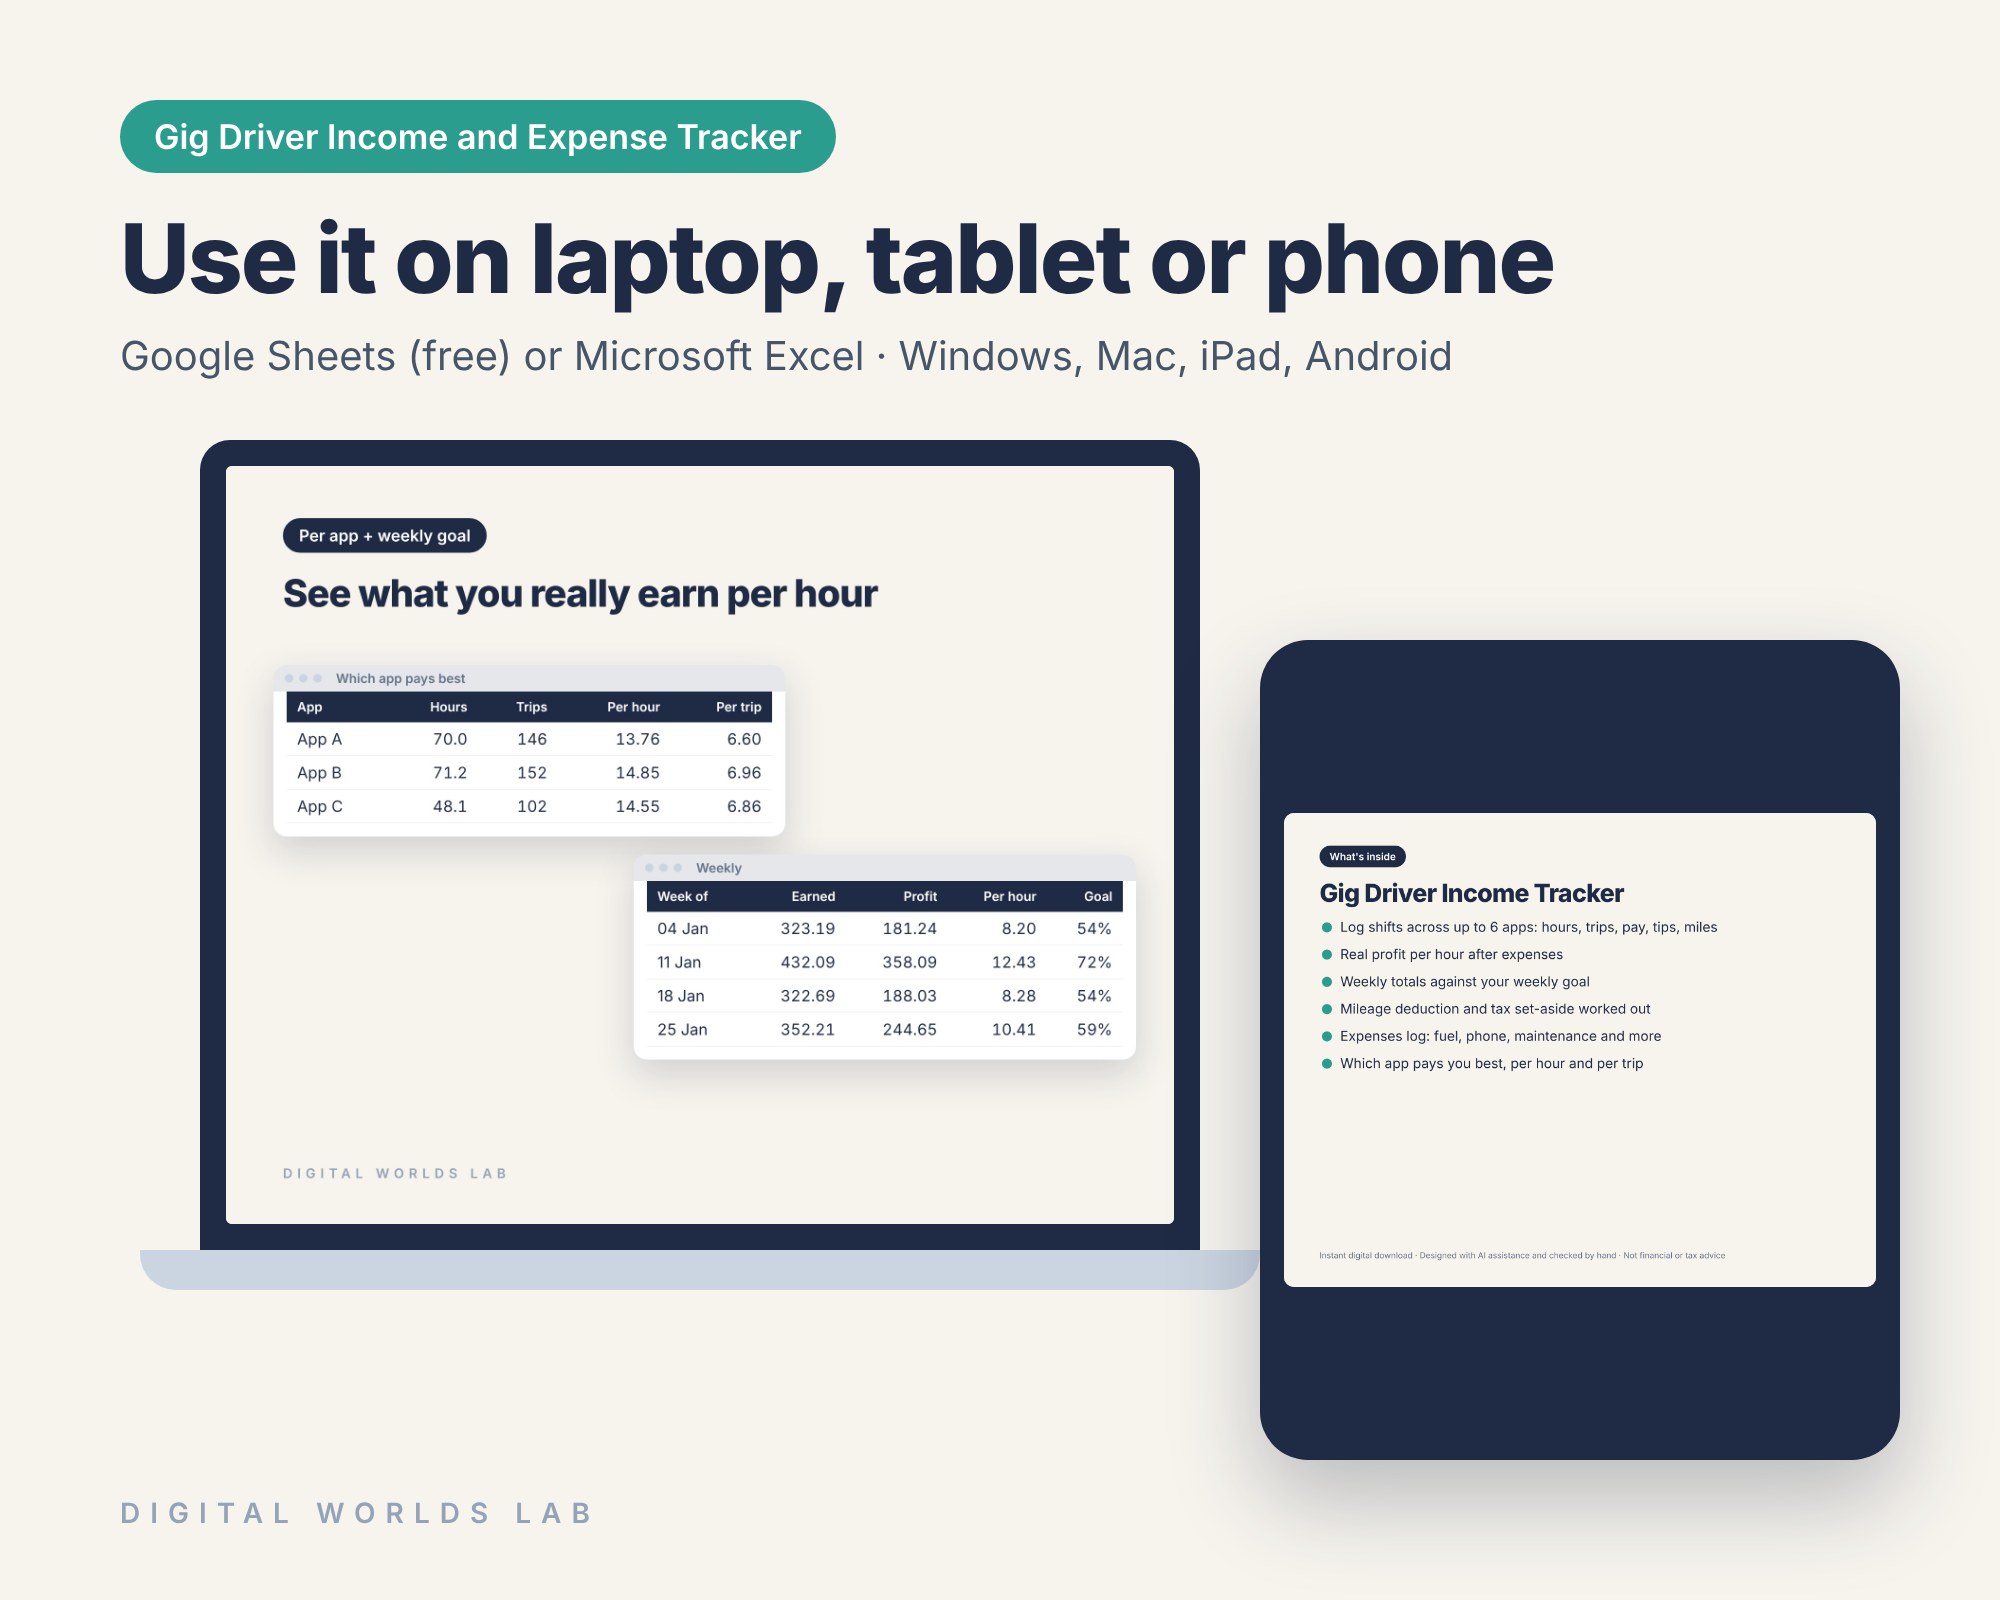 Gig Driver Income and Expense Tracker
Use it on laptop, tablet or phone
Google Sheets (free) or Microsoft Excel · Windows, Mac, iPad, Android
Per app + weekly goal
See what you really earn per hour
Which app pays best
App Hours Trips Per hour Per trip
App A 70.0 146 13.76 6.60
App B 71.2 152 14.85 6.96
App C 48.1 102 14.55 6.86
Weekly
Week of Earned Profit Per hour Goal
04 Jan 323.19 181.24 8.20 54%
11 Jan 432.09 358.09 12.43 72%
18 Jan 322.69 188.03 8.28 54%
25 Jan 352.21 244.65 10.41 59%
DIGITAL WORLDS LAB
What's inside
Gig Driver Income Tracker
Log shifts across up to 6 apps: hours, trips, pay, tips, miles
Real profit per hour after expenses
Weekly totals against your weekly goal
Mileage deduction and tax set-aside worked out
Expenses log: fuel, phone, maintenance and more
Which app pays you best, per hour and per trip
Instant digital download · Designed with AI assistance and checked by hand · Not financial or tax advice
DIGITAL WORLDS LAB